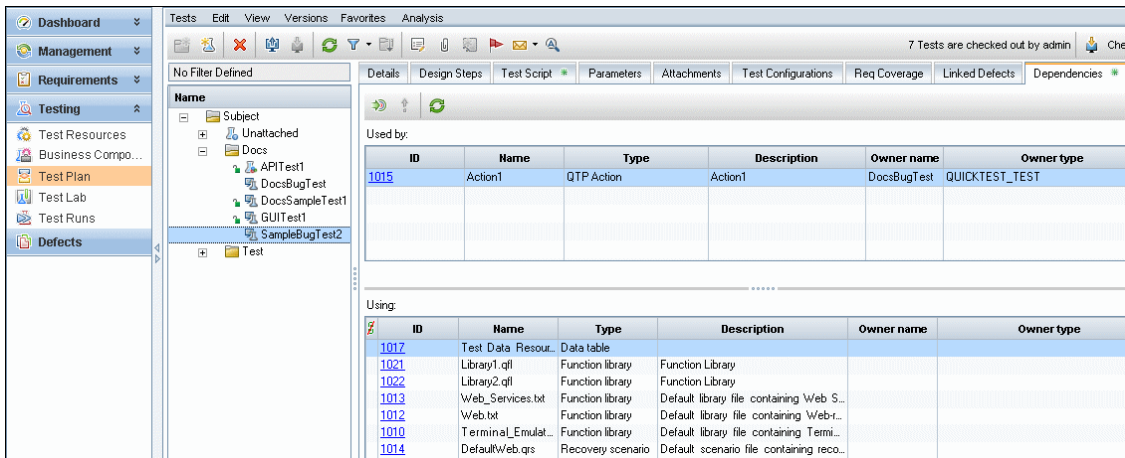 Dashboard
Management
Requirements
Testing
Test Resources
Business Compo...
Test Plan
Test Lab
Test Runs
Defects
Tests Edit View Versions Favorites Analysis
7 Tests are checked out by admin Che
No Filter Defined
Name
Subject
Unattached
Docs
APITest1
DocsBugTest
DocsSampleTest1
GUITest1
SampleBugTest2
Test
Details Design Steps Test Script Parameters Attachments Test Configurations Req Coverage Linked Defects Dependencies
Used by:
ID Name Type Description Owner name Owner type
1015 Action1 QTP Action Action1 DocsBugTest QUICKTEST_TEST
Using:
ID Name Type Description Owner name Owner type
1017 Test Data Resour... Data table
1021 Library1.qfl Function library Function Library
1022 Library2.qfl Function library Function Library
1013 Web_Services.txt Function library Default library file containing Web S...
1012 Web.txt Function library Default library file containing Web-r...
1010 Terminal_Emulat... Function library Default library file containing Termi...
1014 DefaultWeb.qrs Recovery scenario Default scenario file containing reco...